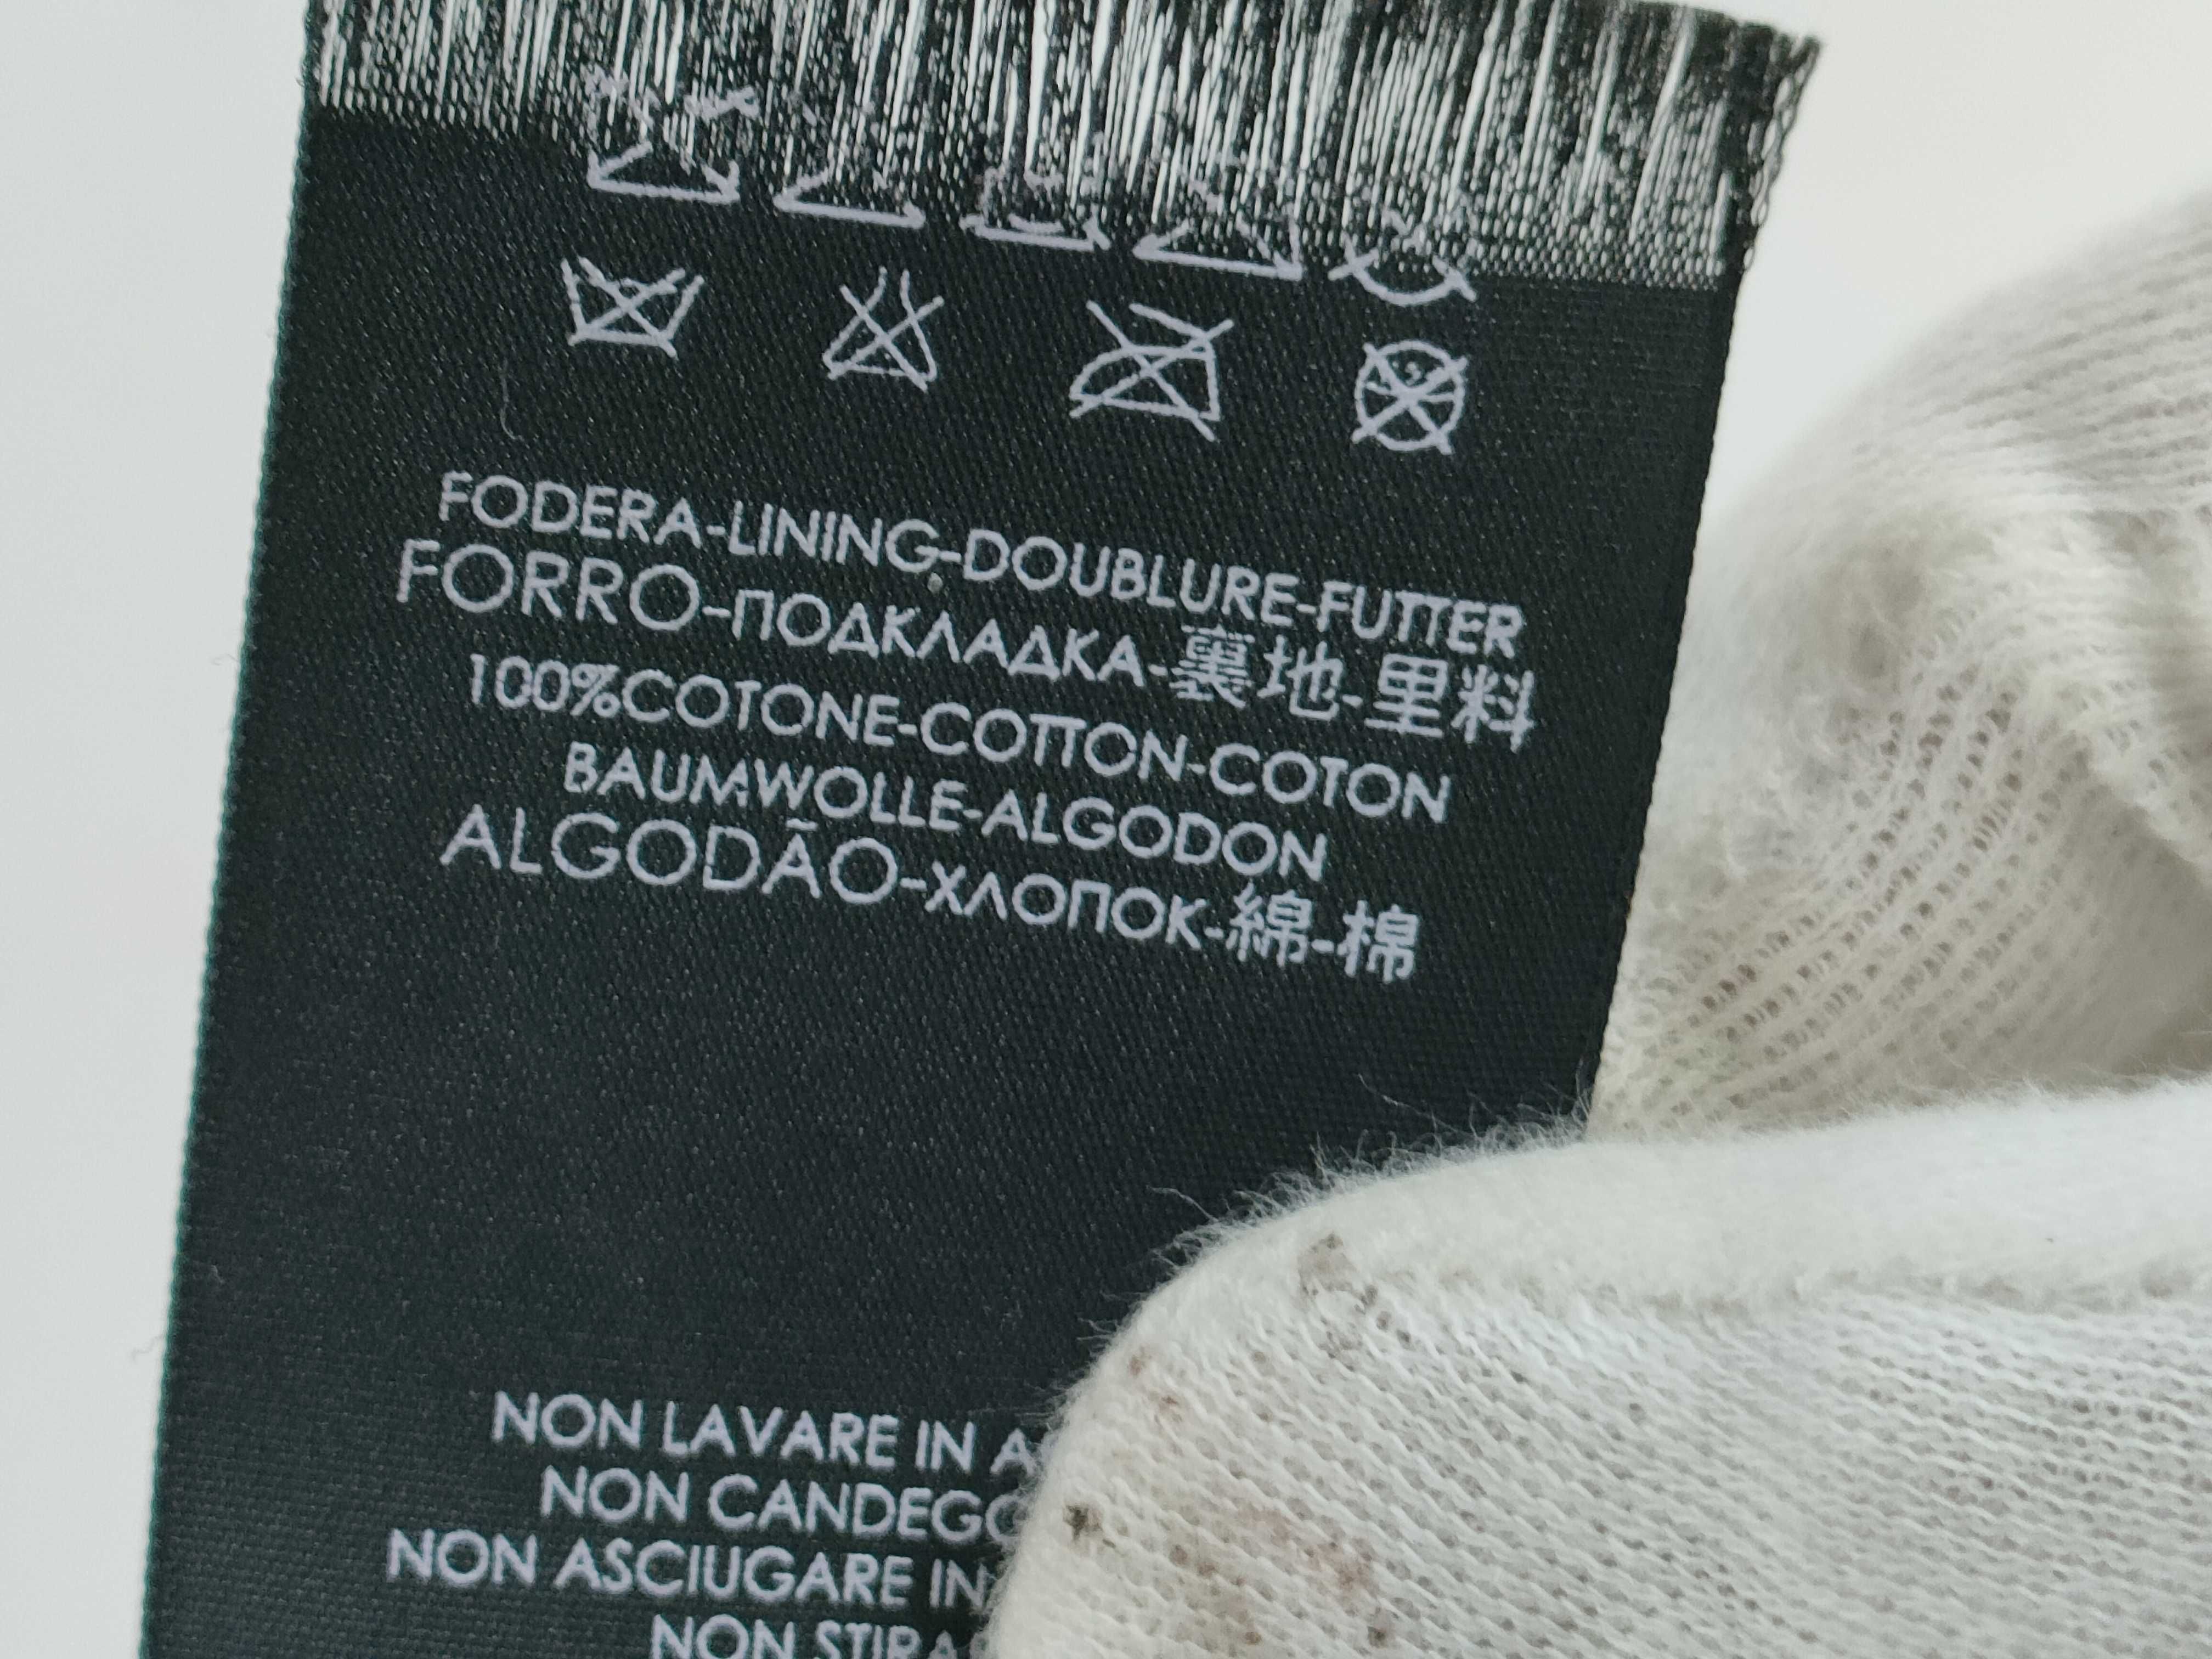 FODERA-LINING-DOUBLURE-FUTTER
FORRO-ПОДКЛАДКА-裏地-里料
100%COTONE-COTTON-COTON
BAUMWOLLE-ALGODON
ALGODÃO-ХЛОПОК-綿-棉
NON LAVARE IN
NON
NON ASCIUGARE IN
NON